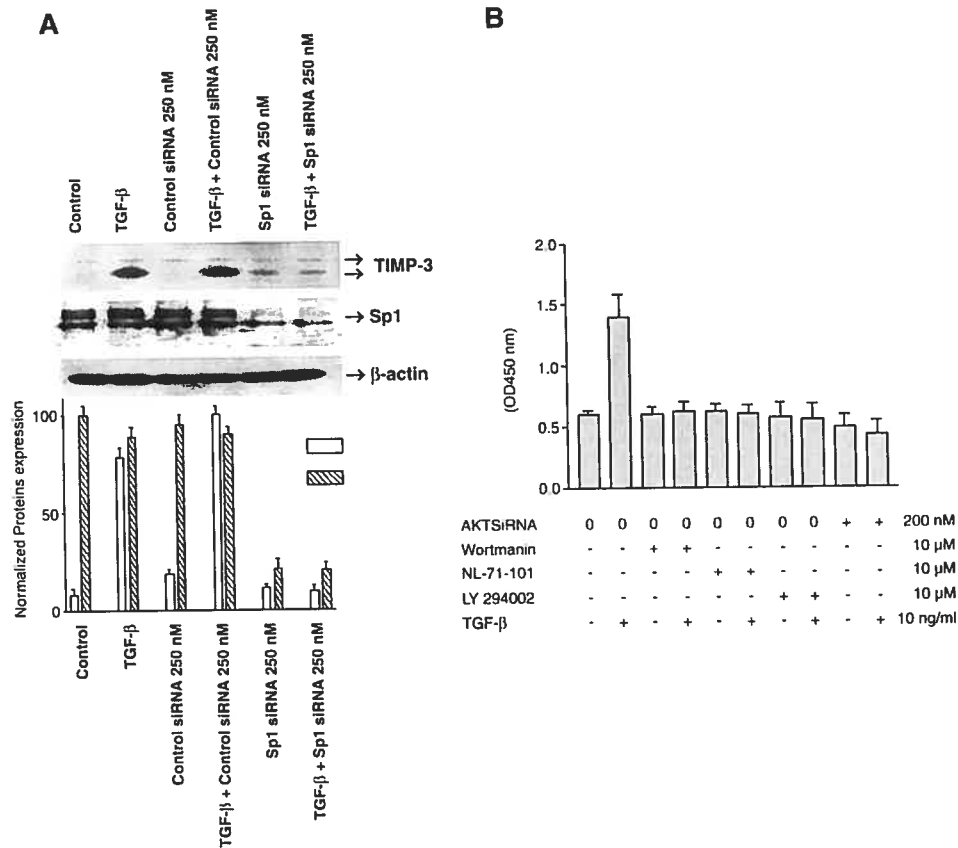 A
Control
TGF-β
Control siRNA 250 nM
TGF-β + Control siRNA 250 nM
Sp1 siRNA 250 nM
TGF-β + Sp1 siRNA 250 nM
→ TIMP-3
→
→ Sp1
→ β-actin
Normalized Proteins expression
100
50
0
Control
TGF-β
Control siRNA 250 nM
TGF-β + Control siRNA 250 nM
Sp1 siRNA 250 nM
TGF-β + Sp1 siRNA 250 nM
B
(OD450 nm)
2.0
1.5
1.0
0.5
0.0
AKTSiRNA 0 0 0 0 0 0 0 0 + + 200 nM
Wortmanin - - + + - - - - - - 10 µM
NL-71-101 - - - - + + - - - - 10 µM
LY 294002 - - - - - - + + - - 10 µM
TGF-β - + - + - + - + - + 10 ng/ml